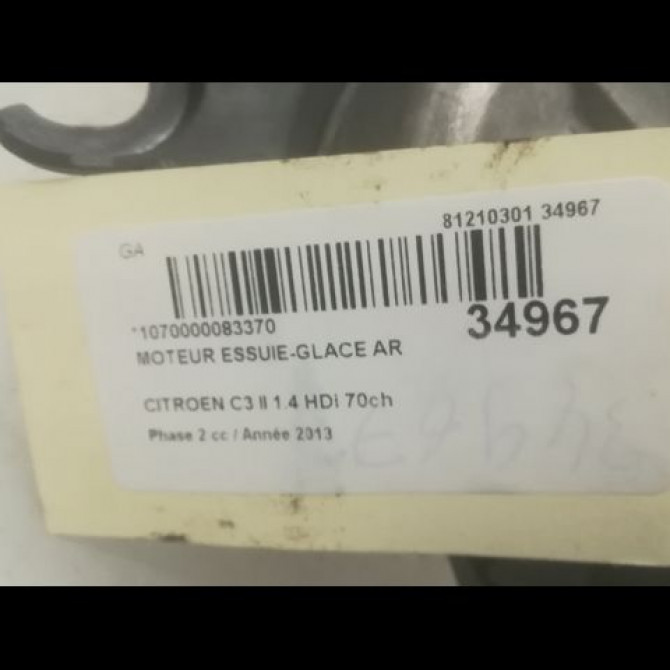 81210301 34967
GA
*1070000083370
34967
MOTEUR ESSUIE-GLACE AR
CITROEN C3 II 1.4 HDi 70ch
Phase 2 cc / Année 2013